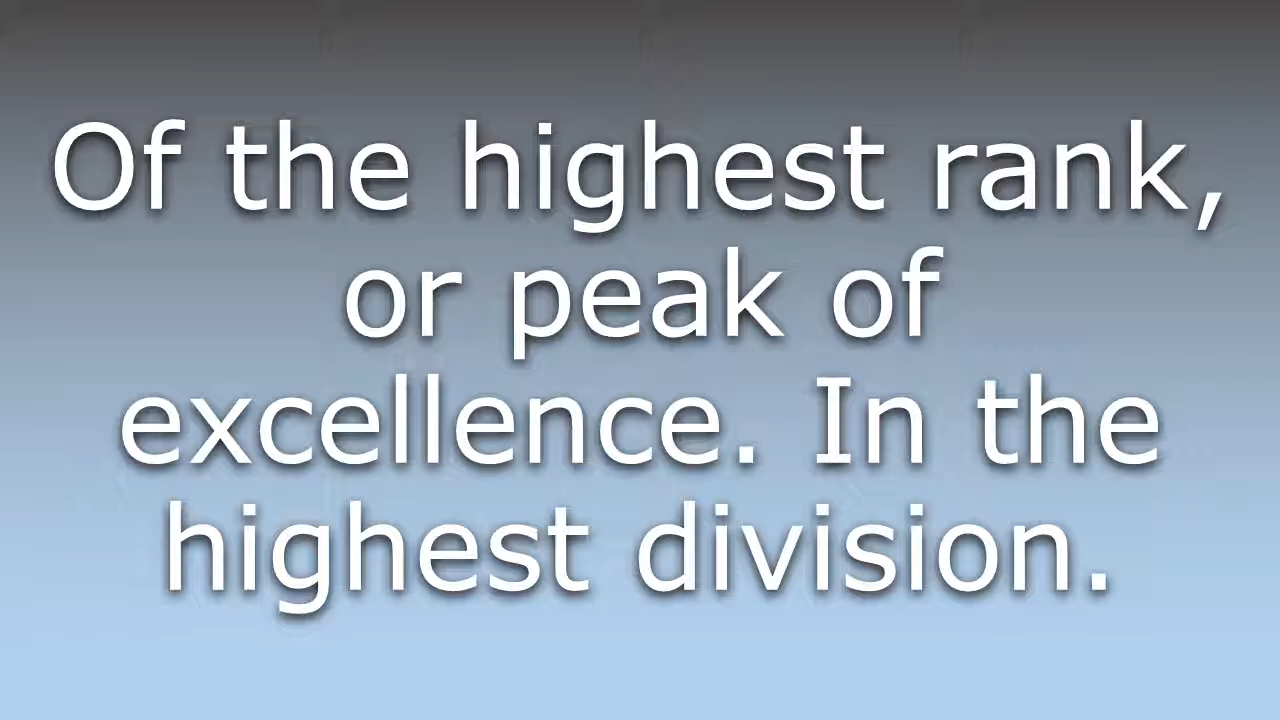 Of the highest rank,
or peak of
excellence. In the
highest division.